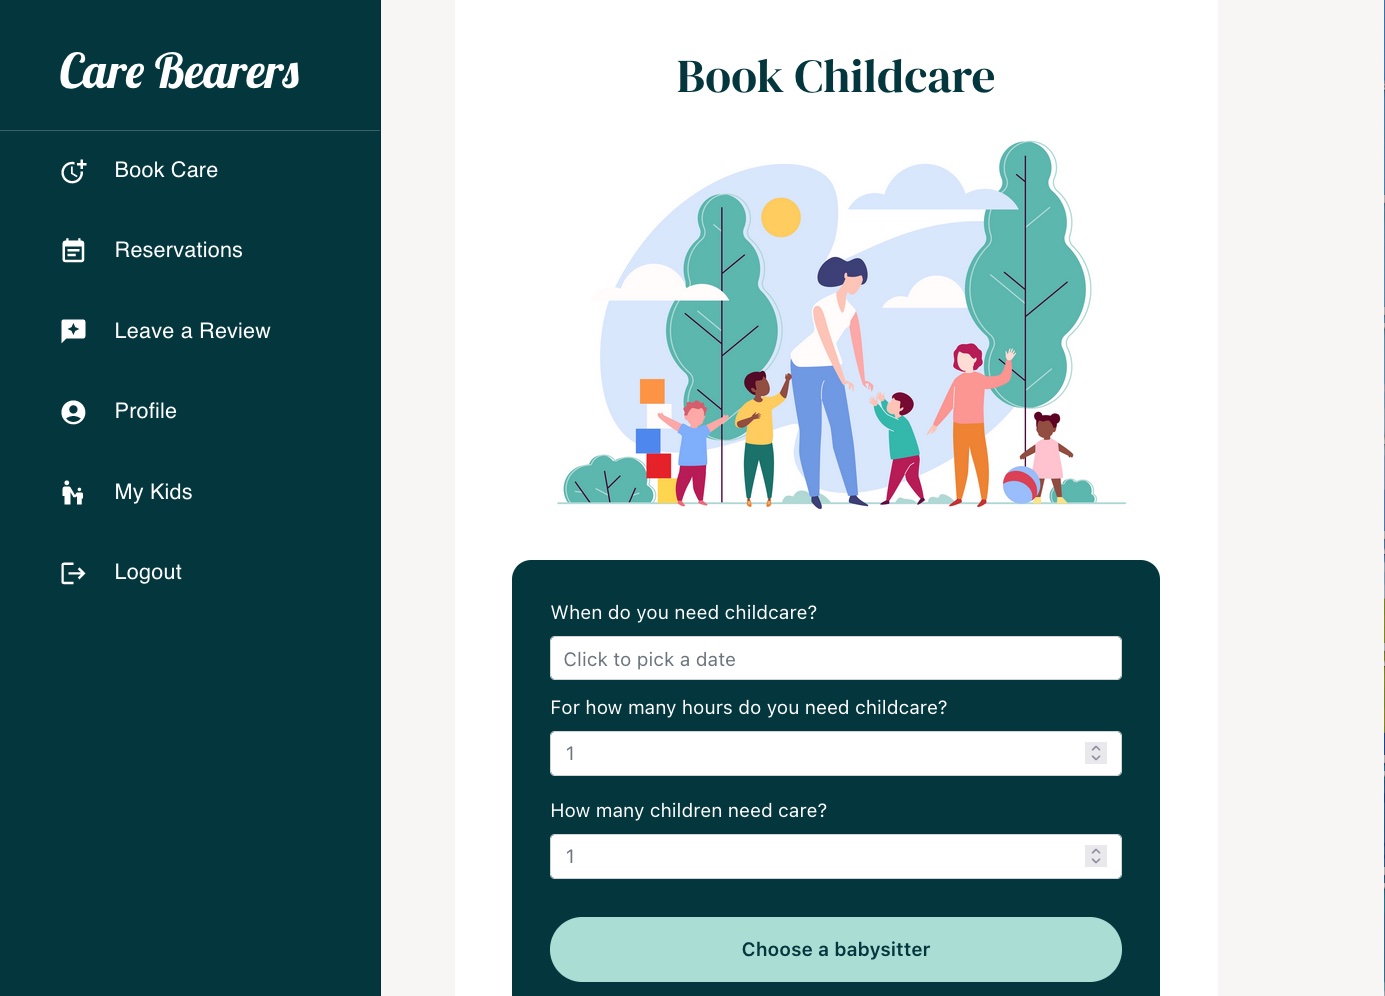 Care Bearers
Book Care
Reservations
Leave a Review
Profile
My Kids
Logout
Book Childcare
When do you need childcare?
Click to pick a date
For how many hours do you need childcare?
1
How many children need care?
1
Choose a babysitter